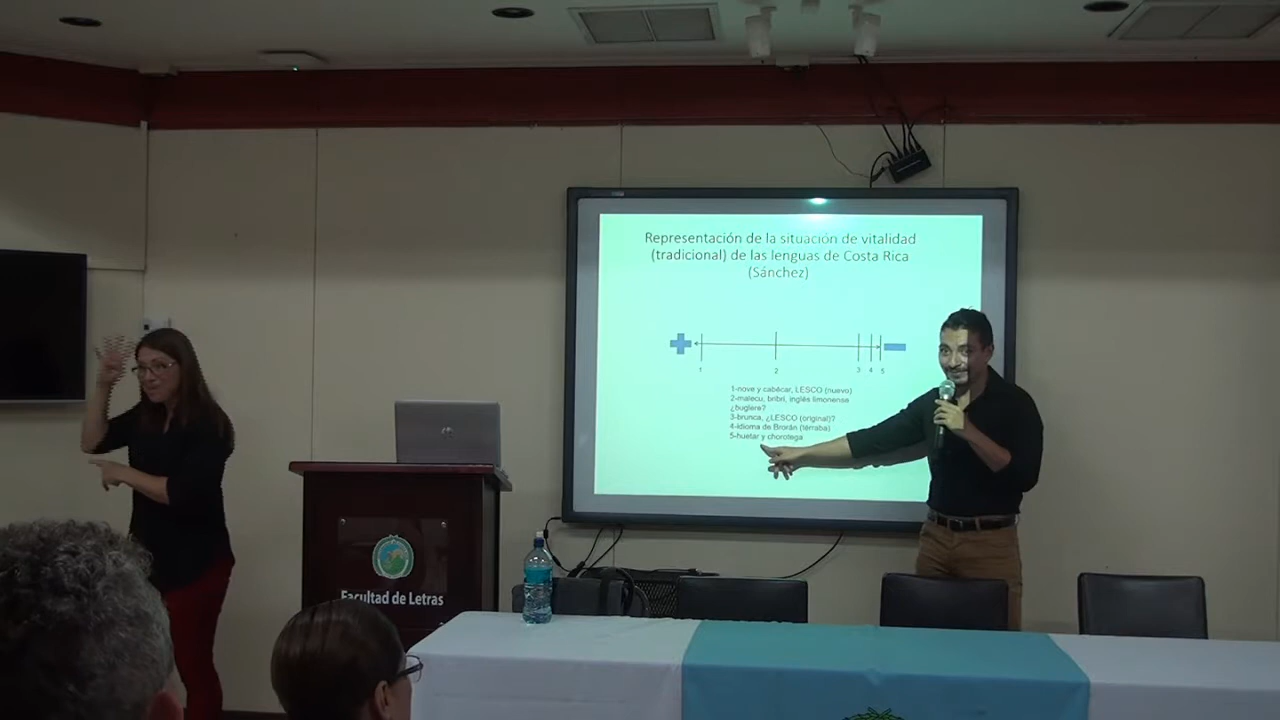 Representación de la situación de vitalidad
(tradicional) de las lenguas de Costa Rica
(Sánchez)
1 2 3 4 5
1-nove y cabécar, LESCO (nuevo)
2-malecu, bribri, inglés limonense
¿buglere?
3-brunca, ¿LESCO (original)?
4-idioma de Brorán (térraba)
5-huetar y chorotega
Facultad de Letras